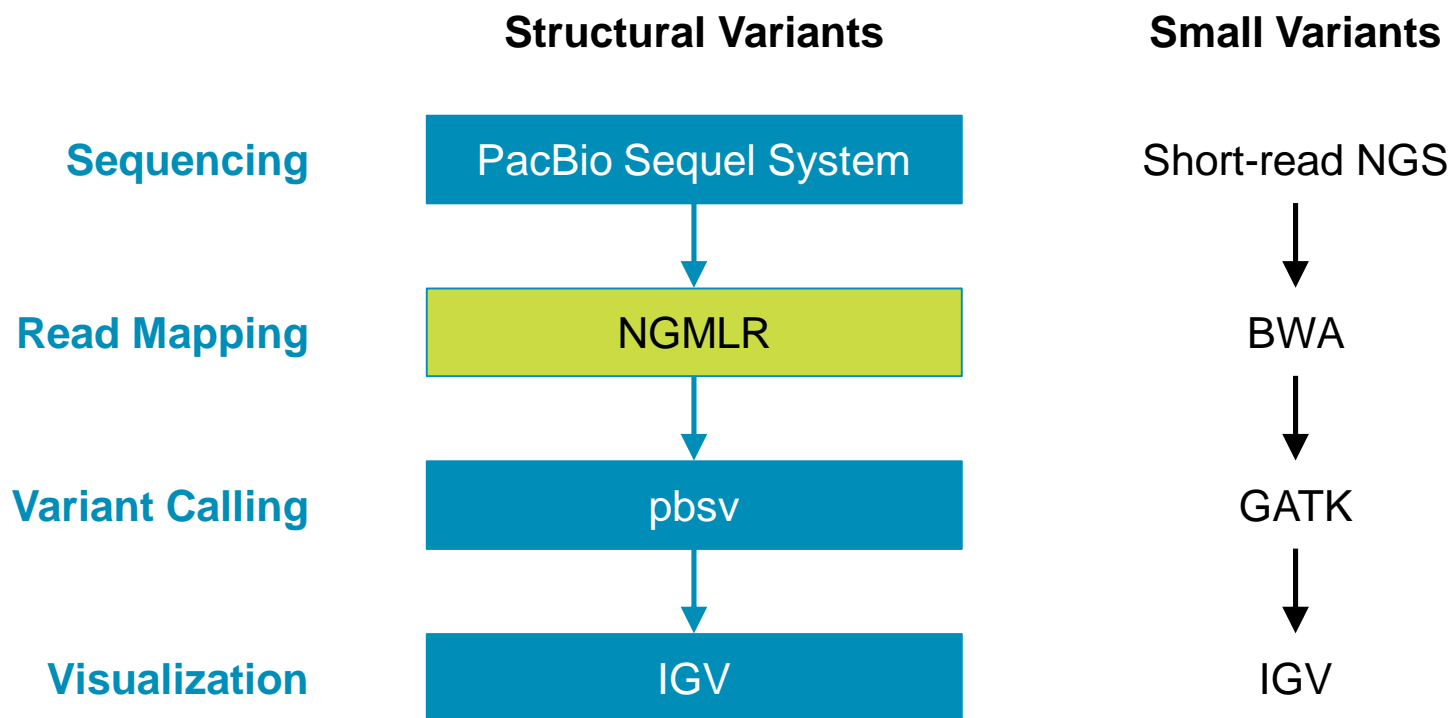 Structural Variants Small Variants
Sequencing PacBio Sequel System Short-read NGS
Read Mapping NGMLR BWA
Variant Calling pbsv GATK
Visualization IGV IGV